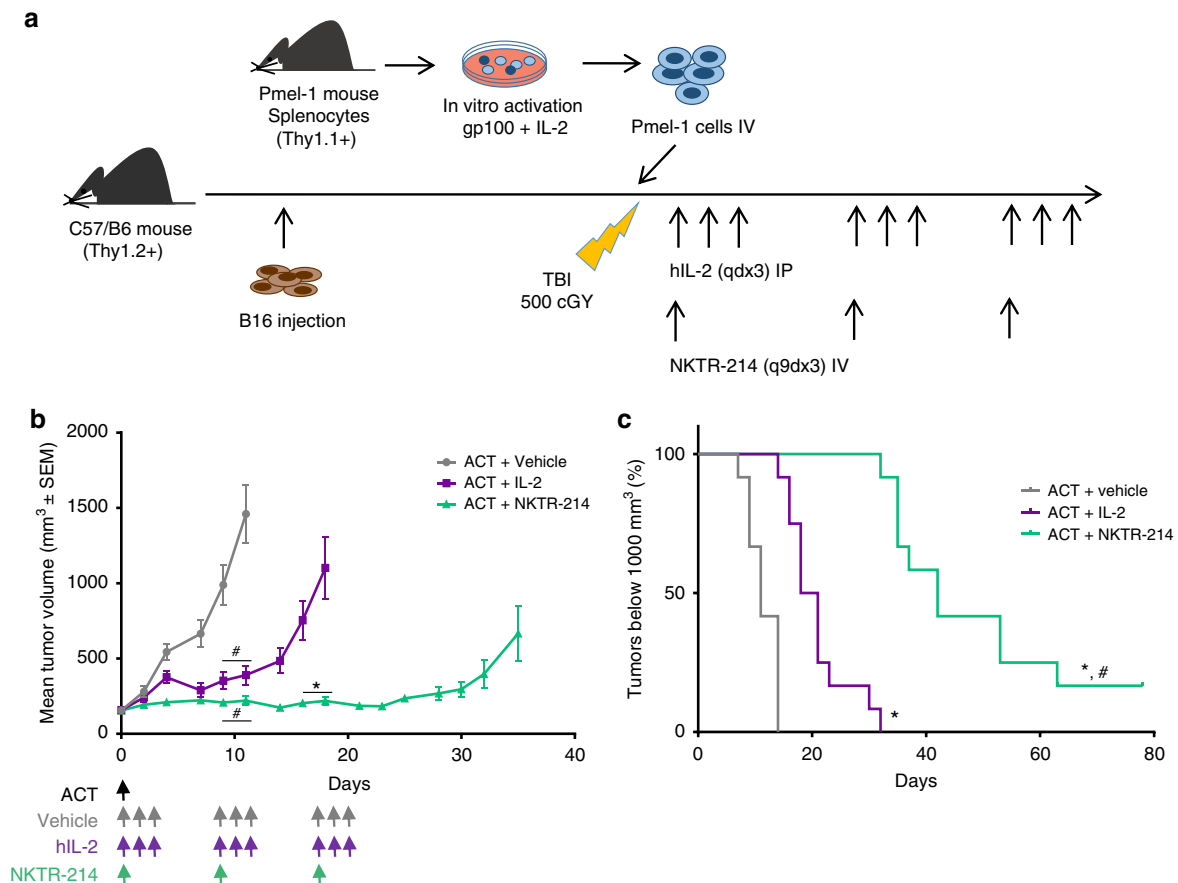 a
Pmel-1 mouse
Splenocytes
(Thy1.1+)
In vitro activation
gp100 + IL-2
Pmel-1 cells IV
C57/B6 mouse
(Thy1.2+)
B16 injection
TBI
500 cGY
hIL-2 (qdx3) IP
NKTR-214 (q9dx3) IV
b
Mean tumor volume (mm³ ± SEM)
2000
1500
1000
500
0
ACT + Vehicle
ACT + IL-2
ACT + NKTR-214
#
*
#
0
10
20
30
40
Days
ACT
Vehicle
hIL-2
NKTR-214
c
Tumors below 1000 mm³ (%)
100
50
0
ACT + vehicle
ACT + IL-2
ACT + NKTR-214
*, #
*
0
20
40
60
80
Days